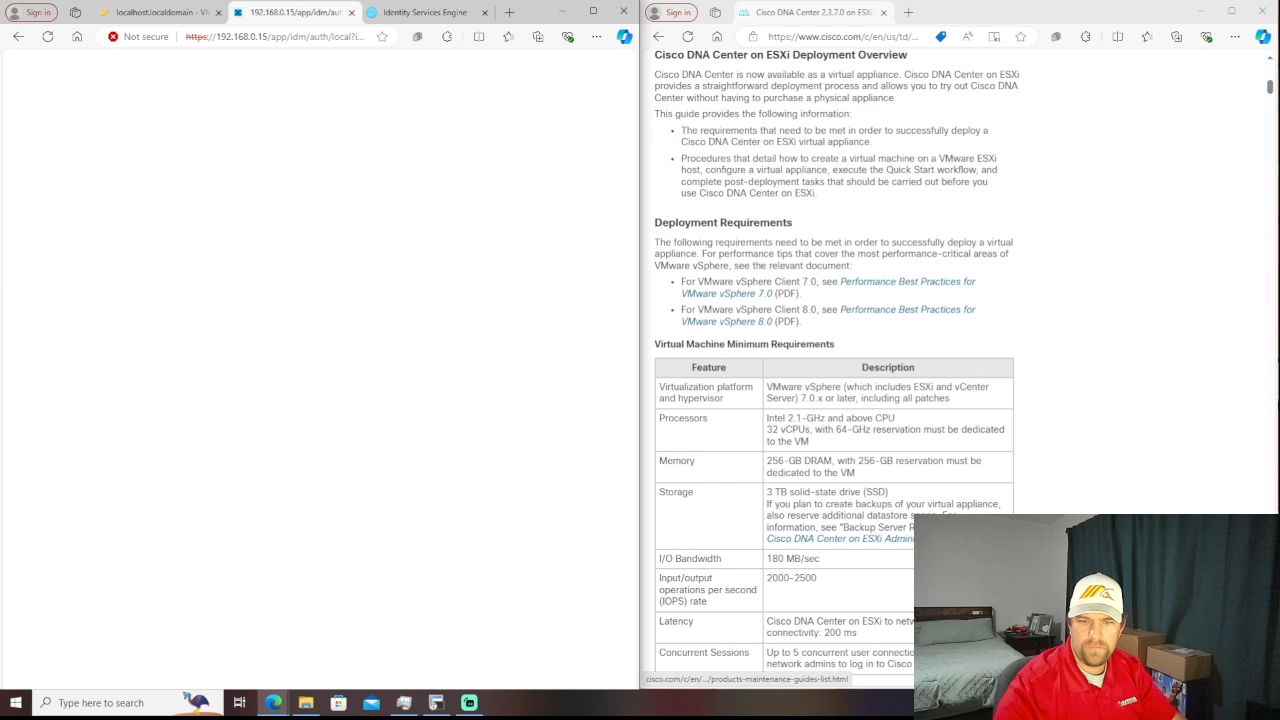 Sign in
localhost.localdomain - VM
192.168.0.15/app/idm/aut
Identity Services Engine
Not secure
https://192.168.0.15/app/idm/auth/local?i...
Sign in
Cisco DNA Center 2.3.7.0 on ESXi
https://www.cisco.com/c/en/us/td/...
Cisco DNA Center on ESXi Deployment Overview
Cisco DNA Center is now available as a virtual appliance. Cisco DNA Center on ESXi
provides a straightforward deployment process and allows you to try out Cisco DNA
Center without having to purchase a physical appliance.
This guide provides the following information:
• The requirements that need to be met in order to successfully deploy a
Cisco DNA Center on ESXi virtual appliance.
• Procedures that detail how to create a virtual machine on a VMware ESXi
host, configure a virtual appliance, execute the Quick Start workflow, and
complete post-deployment tasks that should be carried out before you
use Cisco DNA Center on ESXi.
Deployment Requirements
The following requirements need to be met in order to successfully deploy a virtual
appliance. For performance tips that cover the most performance-critical areas of
VMware vSphere, see the relevant document:
• For VMware vSphere Client 7.0, see Performance Best Practices for
VMware vSphere 7.0 (PDF).
• For VMware vSphere Client 8.0, see Performance Best Practices for
VMware vSphere 8.0 (PDF).
Virtual Machine Minimum Requirements
Feature Description
Virtualization platform
and hypervisor
VMware vSphere (which includes ESXi and vCenter
Server) 7.0.x or later, including all patches
Processors
Intel 2.1-GHz and above CPU
32 vCPUs, with 64-GHz reservation must be dedicated
to the VM
Memory
256-GB DRAM, with 256-GB reservation must be
dedicated to the VM
Storage
3 TB solid-state drive (SSD)
If you plan to create backups of your virtual appliance,
also reserve additional datastore space. For
information, see "Backup Server R
Cisco DNA Center on ESXi Admin
I/O Bandwidth
180 MB/sec
Input/output
operations per second
(IOPS) rate
2000-2500
Latency
Cisco DNA Center on ESXi to netw
connectivity: 200 ms
Concurrent Sessions
Up to 5 concurrent user connectio
network admins to log in to Cisco
cisco.com/c/en/.../products-maintenance-guides-list.html
Type here to search